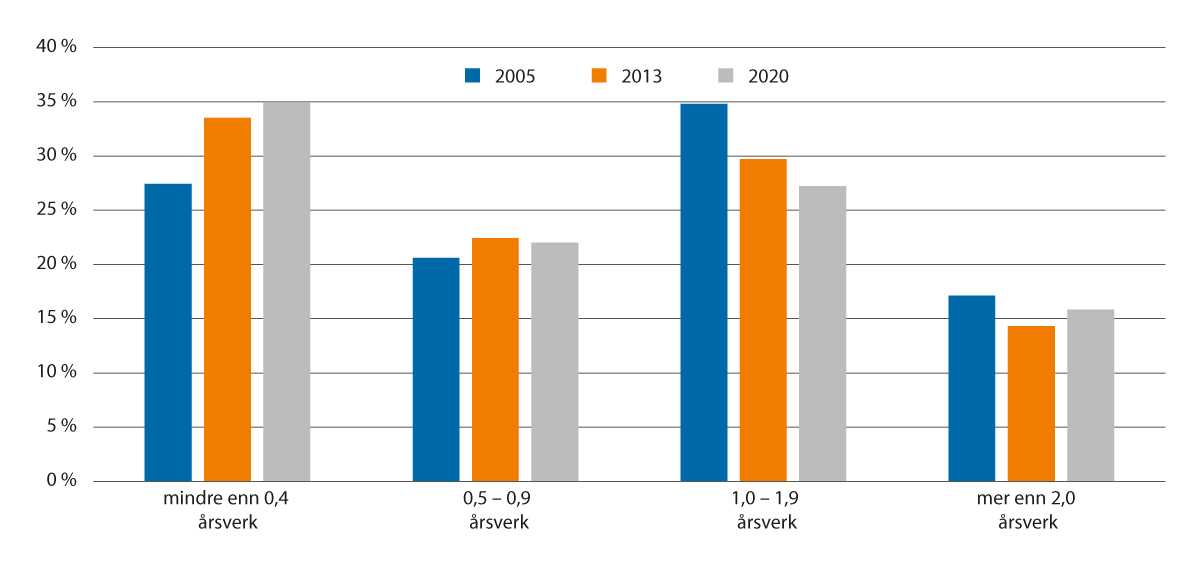 40 %
2005 2013 2020
35 %
30 %
25 %
20 %
15 %
10 %
5 %
0 %
mindre enn 0,4
årsverk
0,5 – 0,9
årsverk
1,0 – 1,9
årsverk
mer enn 2,0
årsverk